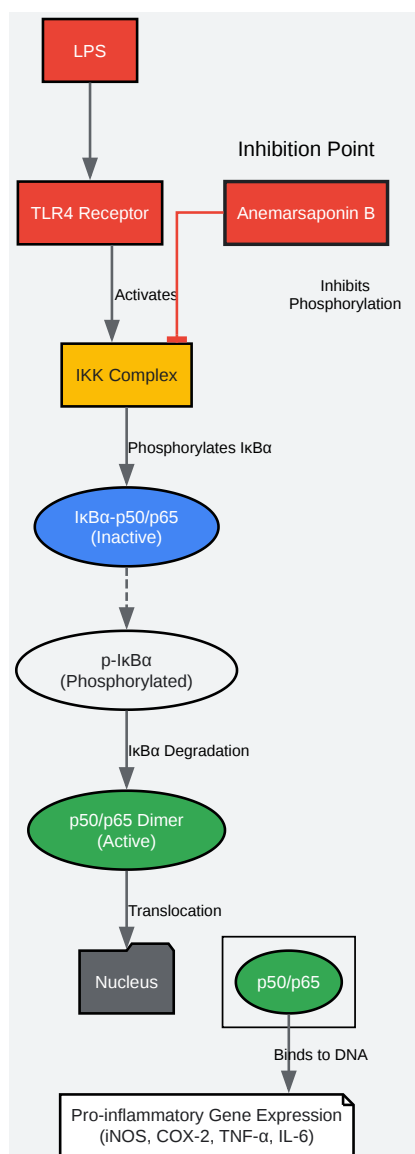 LPS
Inhibition Point
TLR4 Receptor
Anemarsaponin B
Activates
Inhibits
Phosphorylation
IKK Complex
Phosphorylates IκBα
IκBα-p50/p65
(Inactive)
p-IκBα
(Phosphorylated)
IκBα Degradation
p50/p65 Dimer
(Active)
Translocation
Nucleus
p50/p65
Binds to DNA
Pro-inflammatory Gene Expression
(iNOS, COX-2, TNF-α, IL-6)